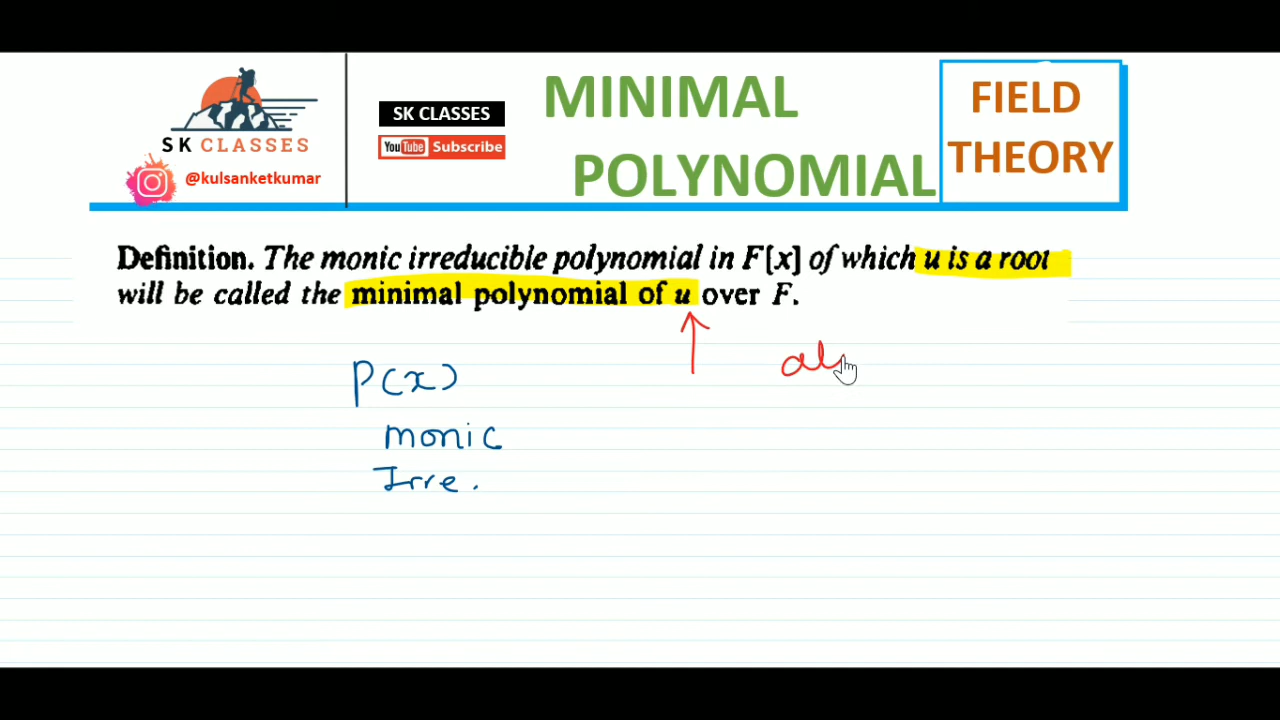 MINIMAL
POLYNOMIAL
FIELD
THEORY
SK CLASSES
@kulsanketkumar
SK CLASSES
YouTube Subscribe
Definition. The monic irreducible polynomial in F[x] of which u is a root
will be called the minimal polynomial of u over F.
P(x)
monic
Irre.